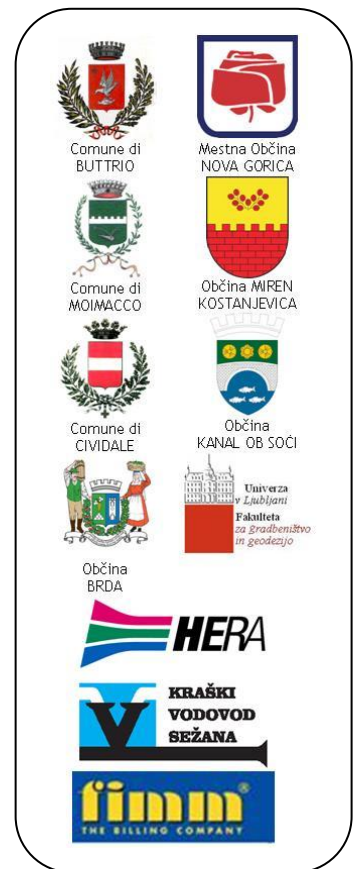 Comune di
BUTTRIO
Mestna Občina
NOVA GORICA
Comune di
MOIMACCO
Občina MIREN
KOSTANJEVICA
Comune di
CIVIDALE
Občina
KANAL OB SOČI
Občina
BRDA
Univerza
v Ljubljani
Fakulteta
za gradbeništvo
in geodezijo
HERA
KRAŠKI
VODOVOD
SEŽANA
fimm®
THE BILLING COMPANY